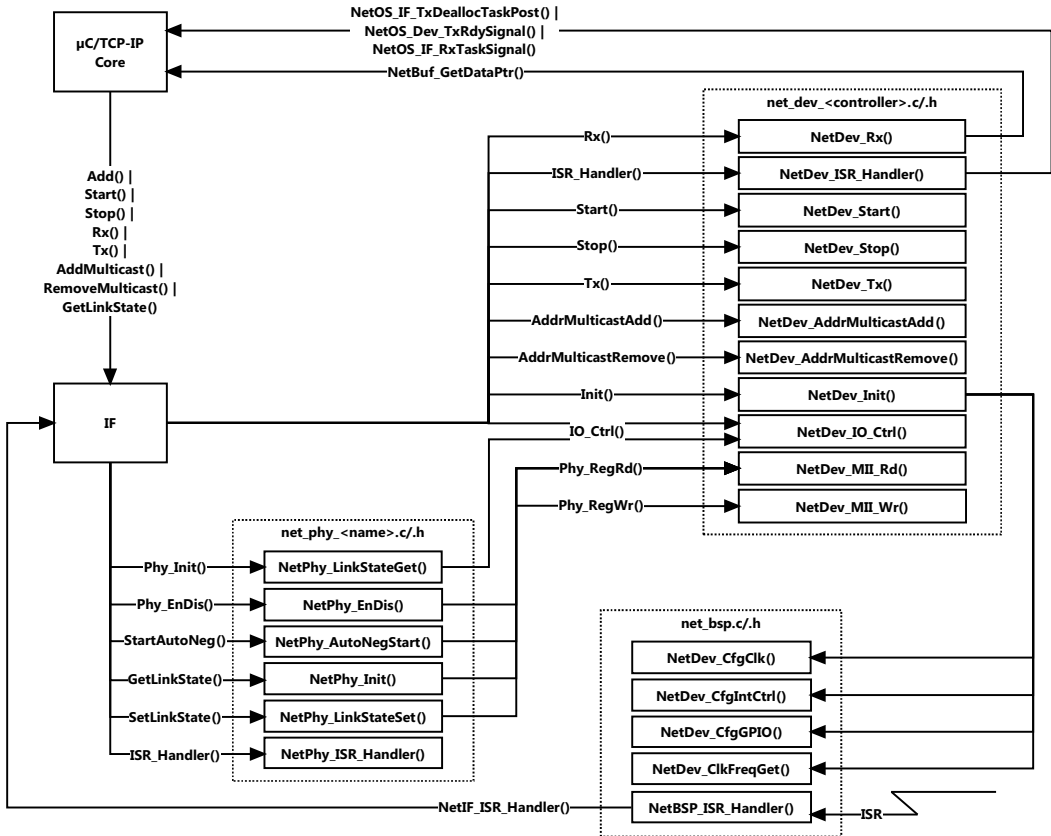 NetOS_IF_TxDeallocTaskPost() |
NetOS_Dev_TxRdySignal() |
NetOS_IF_RxTaskSignal()
µC/TCP-IP
Core
NetBuf_GetDataPtr()
net_dev_<controller>.c/.h
Rx()
NetDev_Rx()
ISR_Handler()
NetDev_ISR_Handler()
Add() |
Start() |
Stop() |
Rx() |
Tx() |
AddMulticast() |
RemoveMulticast() |
GetLinkState()
Start()
NetDev_Start()
Stop()
NetDev_Stop()
Tx()
NetDev_Tx()
AddrMulticastAdd()
NetDev_AddrMulticastAdd()
AddrMulticastRemove()
NetDev_AddrMulticastRemove()
Init()
NetDev_Init()
IF
IO_Ctrl()
NetDev_IO_Ctrl()
Phy_RegRd()
NetDev_MII_Rd()
Phy_RegWr()
NetDev_MII_Wr()
net_phy_<name>.c/.h
Phy_Init()
NetPhy_LinkStateGet()
Phy_EnDis()
NetPhy_EnDis()
StartAutoNeg()
NetPhy_AutoNegStart()
GetLinkState()
NetPhy_Init()
SetLinkState()
NetPhy_LinkStateSet()
ISR_Handler()
NetPhy_ISR_Handler()
net_bsp.c/.h
NetDev_CfgClk()
NetDev_CfgIntCtrl()
NetDev_CfgGPIO()
NetDev_ClkFreqGet()
NetIF_ISR_Handler()
NetBSP_ISR_Handler()
ISR